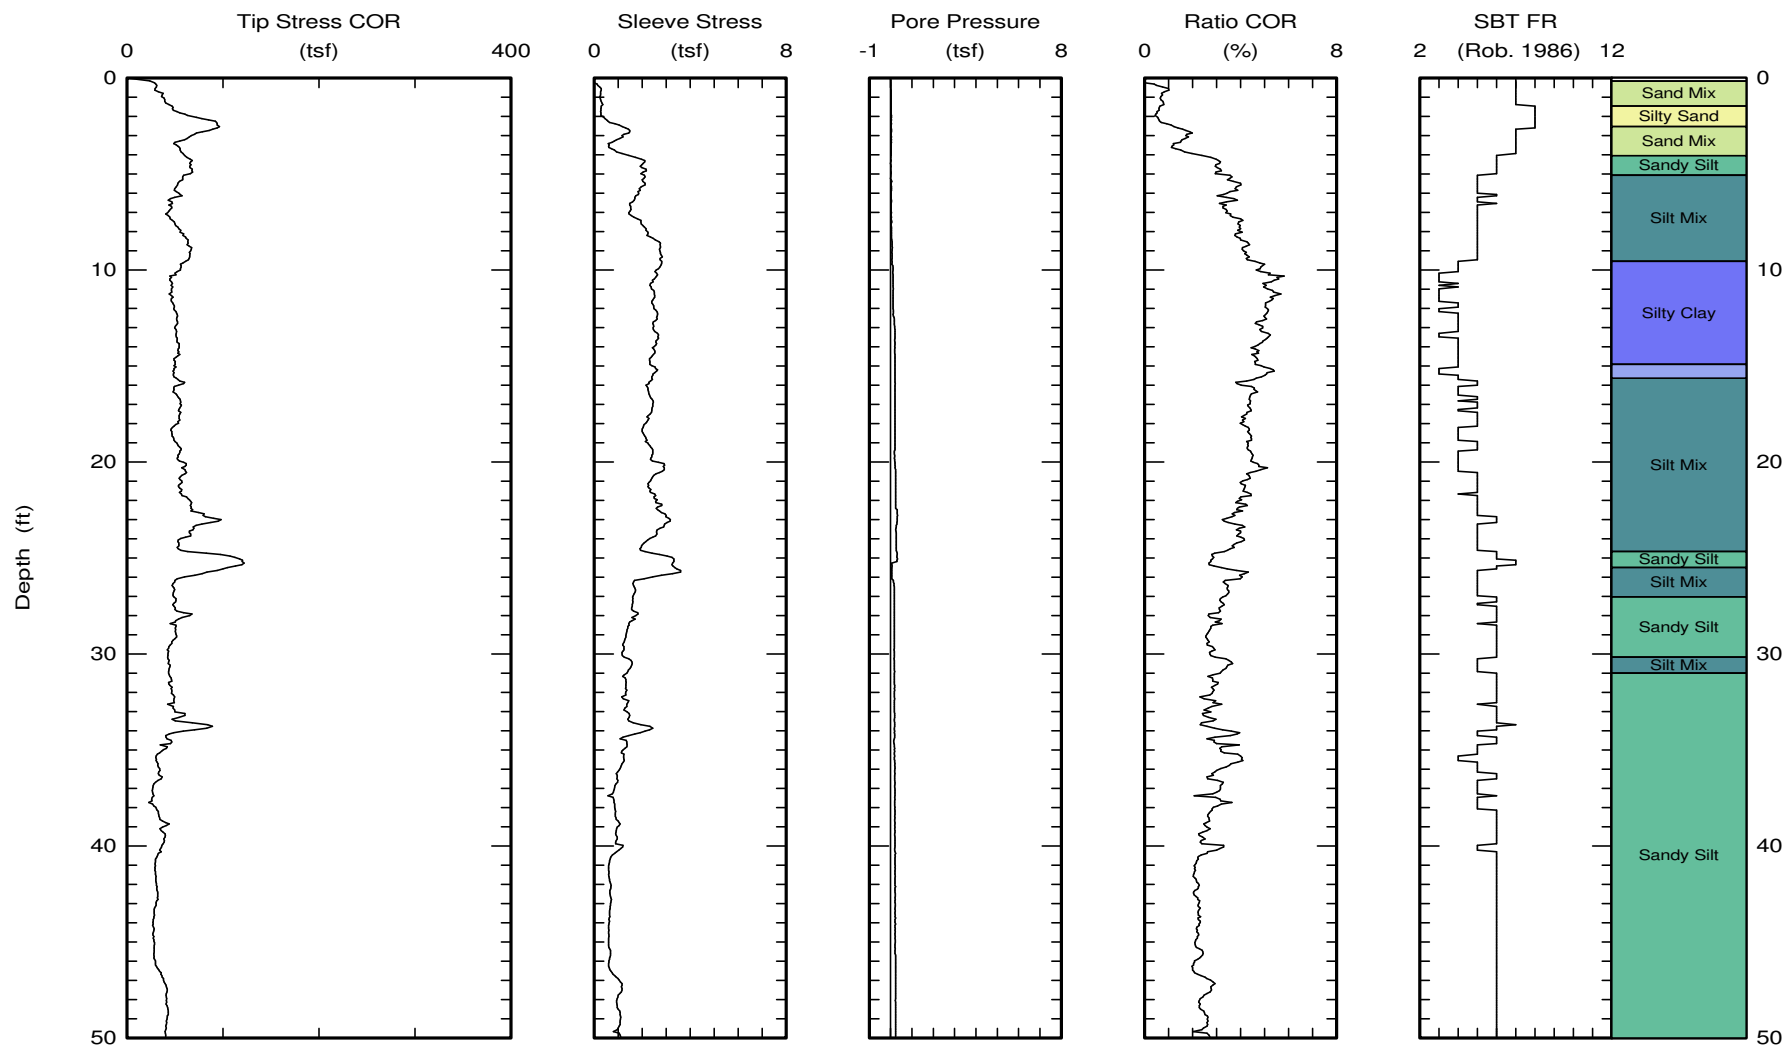 Tip Stress COR Sleeve Stress Pore Pressure Ratio COR SBT FR
0 (tsf) 400 0 (tsf) 8 -1 (tsf) 8 0 (%) 8 2 (Rob. 1986) 12
0 0
Sand Mix
Silty Sand
Sand Mix
Sandy Silt
Silt Mix
10 10
Silty Clay
20 Silt Mix 20
Depth (ft)
Sandy Silt
Silt Mix
Sandy Silt
30 30
Silt Mix
40 40
Sandy Silt
50 50